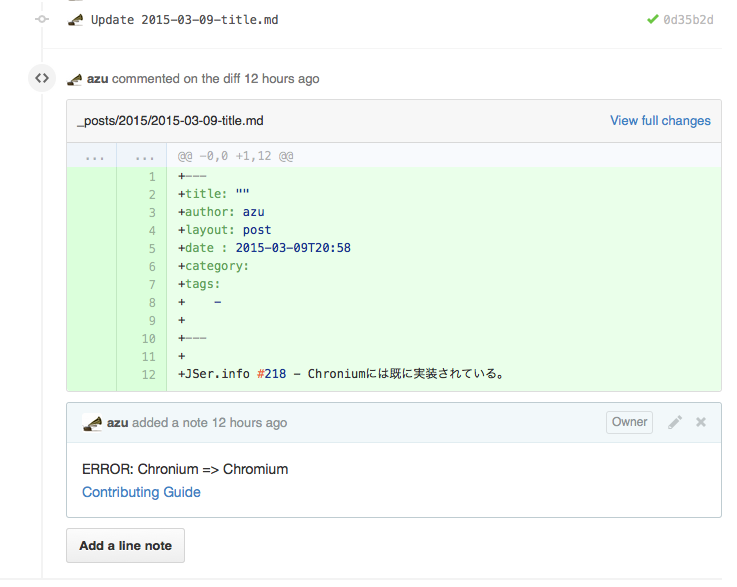 Update 2015-03-09-title.md 0d35b2d
azu commented on the diff 12 hours ago
_posts/2015/2015-03-09-title.md View full changes
... ... @@ -0,0 +1,12 @@
1 +---
2 +title: ""
3 +author: azu
4 +layout: post
5 +date : 2015-03-09T20:58
6 +category:
7 +tags:
8 +    -
9 +
10 +---
11 +
12 +JSer.info #218 - Chroniumには既に実装されている。
azu added a note 12 hours ago Owner
ERROR: Chronium => Chromium
Contributing Guide
Add a line note